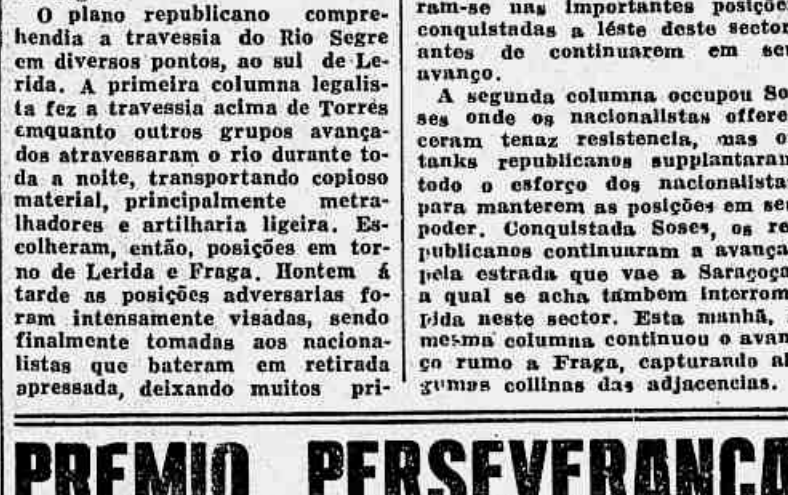 O plano republicano compre-
hendia a travessia do Rio Segre
em diversos pontos, ao sul de Le-
rida. A primeira columna legalis-
ta fez a travessia acima de Torrés
emquanto outros grupos avança-
dos atravessaram o rio durante to-
da a noite, transportando copioso
material, principalmente metra-
lhadores e artilharia ligeira. Es-
colheram, então, posições em tor-
no de Lerida e Fraga. Hontem á
tarde as posições adversarias fo-
ram intensamente visadas, sendo
finalmente tomadas aos naciona-
listas que bateram em retirada
apressada, deixando muitos pri-
ram-se nas importantes posiçõe
conquistadas a léste deste sector
antes de continuarem em seu
avanço.
A segunda columna occupou So
ses onde os nacionalistas offere
ceram tenaz resistencia, mas o
tanks republicanos supplantaram
todo o esforço dos nacionalista
para manterem as posições em seu
poder. Conquistada Soses, os re
publicanos continuaram a avança
pela estrada que vae a Saragoça
a qual se acha tambem interrom
pida neste sector. Esta manhã,
mesma columna continuou o avan
ço rumo a Fraga, capturando al
gumas collinas das adjacencias.
PREMIO PERSEVERANÇA